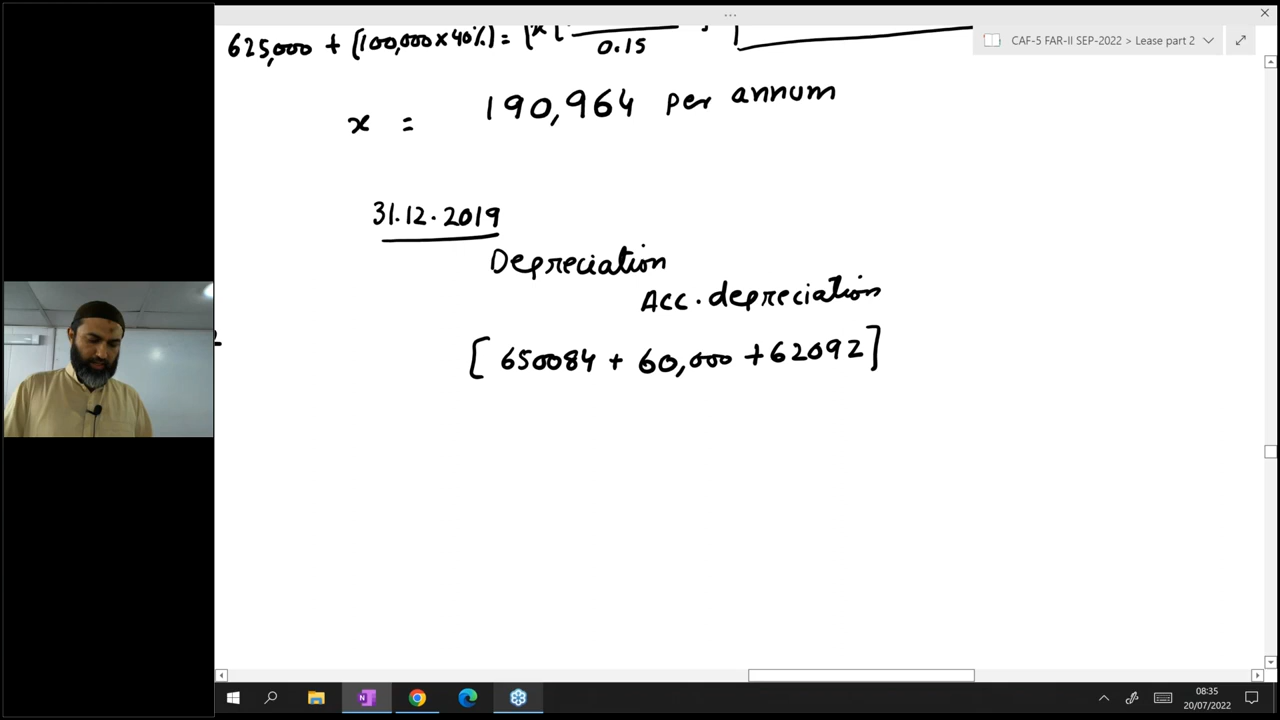 625,000 + (100,000 x 40%) = [x [
0.15
CAF-5 FAR-II SEP-2022 > Lease part 2
x = 190,964 per annum
31.12.2019
Depreciation
Acc. depreciation
[ 650084 + 60,000 + 62092 ]
08:35
20/07/2022